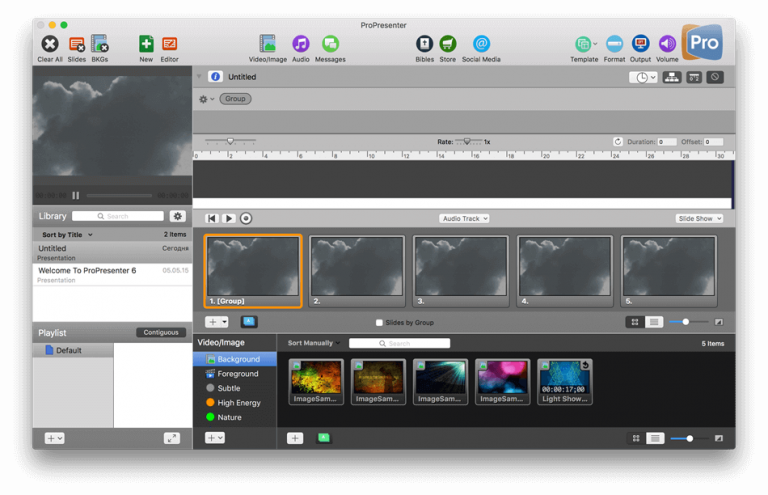 ProPresenter
Clear All Slides BKGs New Editor Video/Image Audio Messages Bibles Store Social Media Template Format Output Volume Pro
Untitled
Group
Rate: 1x Duration: 0 Offset: 0
0 2 4 6 8 10 12 14 16 18 20 22 24 26 28 30
Library Search
Audio Track Slide Show
Sort by Title 2 Items
Untitled Сегодня
Presentation
Welcome To ProPresenter 6 05.05.15
Presentation
1. [Group] 2. 3. 4. 5.
Slides by Group
Playlist Contiguous
Default
Video/Image Sort Manually Search 5 Items
Background
Foreground
Subtle
High Energy
Nature
00:00:17;00
ImageSam... ImageSam... ImageSam... ImageSam... Light Show...